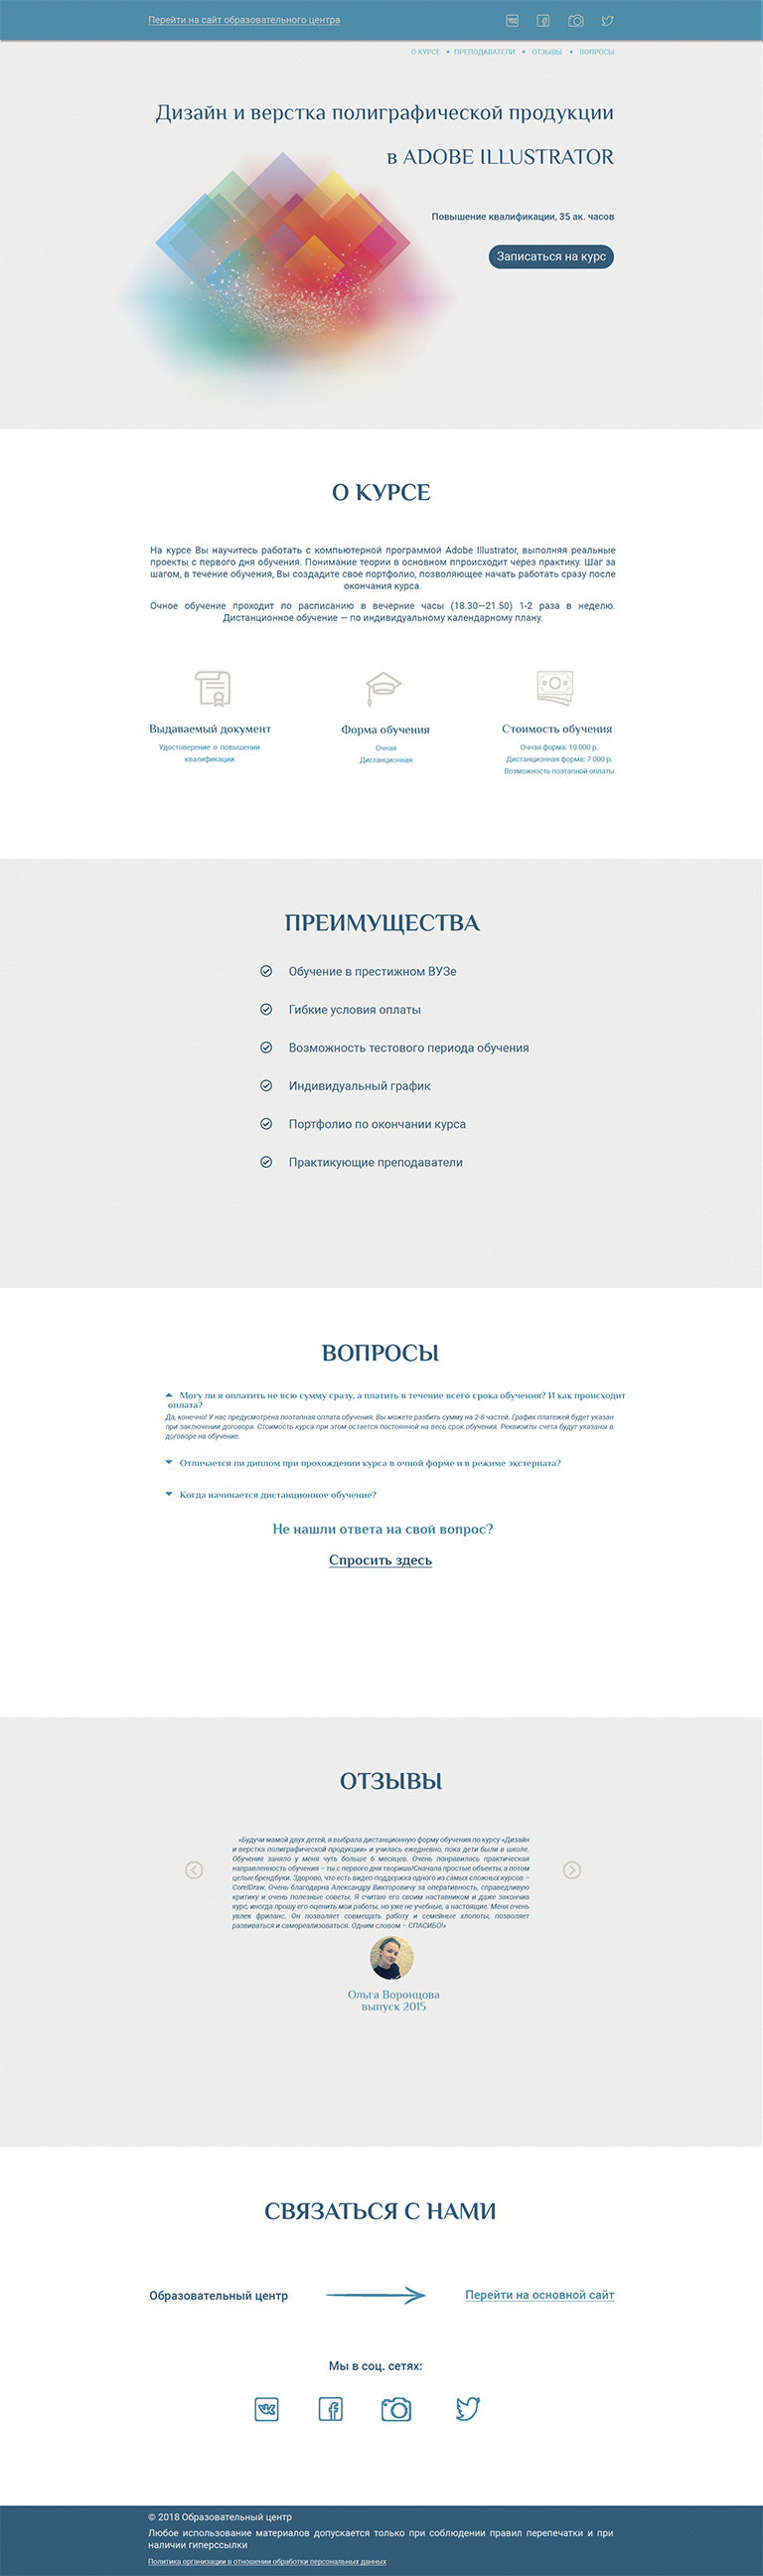 Перейти на сайт образовательного центра
О КУРСЕ • ПРЕПОДАВАТЕЛИ • ОТЗЫВЫ • ВОПРОСЫ
Дизайн и верстка полиграфической продукции
в ADOBE ILLUSTRATOR
Повышение квалификации, 35 ак. часов
Записаться на курс
О КУРСЕ
На курсе Вы научитесь работать с компьютерной программой Adobe Illustrator, выполняя реальные
проекты с первого дня обучения. Понимание теории в основном ппроисходит через практику. Шаг за
шагом, в течение обучения, Вы создадите свое портфолио, позволяющее начать работать сразу после
окончания курса.
Очное обучение проходит по расписанию в вечерние часы (18.30—21.50) 1-2 раза в неделю.
Дистанционное обучение — по индивидуальному календарному плану.
Выдаваемый документ
Удостоверение о повышении
квалификации
Форма обучения
Очная
Дистанционная
Стоимость обучения
Очная форма: 10 000 р.
Дистанционная форма: 7 000 р.
Возможность поэтапной оплаты
ПРЕИМУЩЕСТВА
Обучение в престижном ВУЗе
Гибкие условия оплаты
Возможность тестового периода обучения
Индивидуальный график
Портфолио по окончании курса
Практикующие преподаватели
ВОПРОСЫ
Могу ли я оплатить не всю сумму сразу, а платить в течение всего срока обучения? И как происходит
оплата?
Да, конечно! У нас предусмотрена поэтапная оплата обучения. Вы можете разбить сумму на 2-8 частей. График платежей будет указан
при заключении договора. Стоимость курса при этом остается постоянной на весь срок обучения. Реквизиты счета будут указаны в
договоре на обучение.
Отличается ли диплом при прохождении курса в очной форме и в режиме экстерната?
Когда начинается дистанционное обучение?
Не нашли ответа на свой вопрос?
Спросить здесь
ОТЗЫВЫ
«Будучи мамой двух детей, я выбрала дистанционную форму обучения по курсу «Дизайн
и верстка полиграфической продукции» и училась ежедневно, пока дети были в школе.
Обучение заняло у меня чуть больше 6 месяцев. Очень понравилась практическая
направленность обучения – ты с первого дня творишь!Сначала простые объекты, а потом
целые брендбуки. Здорово, что есть видео-поддержка одного из самых сложных курсов –
CorelDraw. Очень благодарна Александру Викторовичу за оперативность, справедливую
критику и очень полезные советы. Я считаю его своим наставником и даже закончив
курс, иногда прошу его оценить мои работы, но уже не учебные, а настоящие. Меня очень
увлек фриланс. Он позволяет совмещать работу и семейные хлопоты, позволяет
развиваться и самореализоваться. Одним словом – СПАСИБО!»
Ольга Воронцова
выпуск 2015
СВЯЗАТЬСЯ С НАМИ
Образовательный центр
Перейти на основной сайт
Мы в соц. сетях:
© 2018 Образовательный центр
Любое использование материалов допускается только при соблюдении правил перепечатки и при
наличии гиперссылки
Политика организации в отношении обработки персональных данных